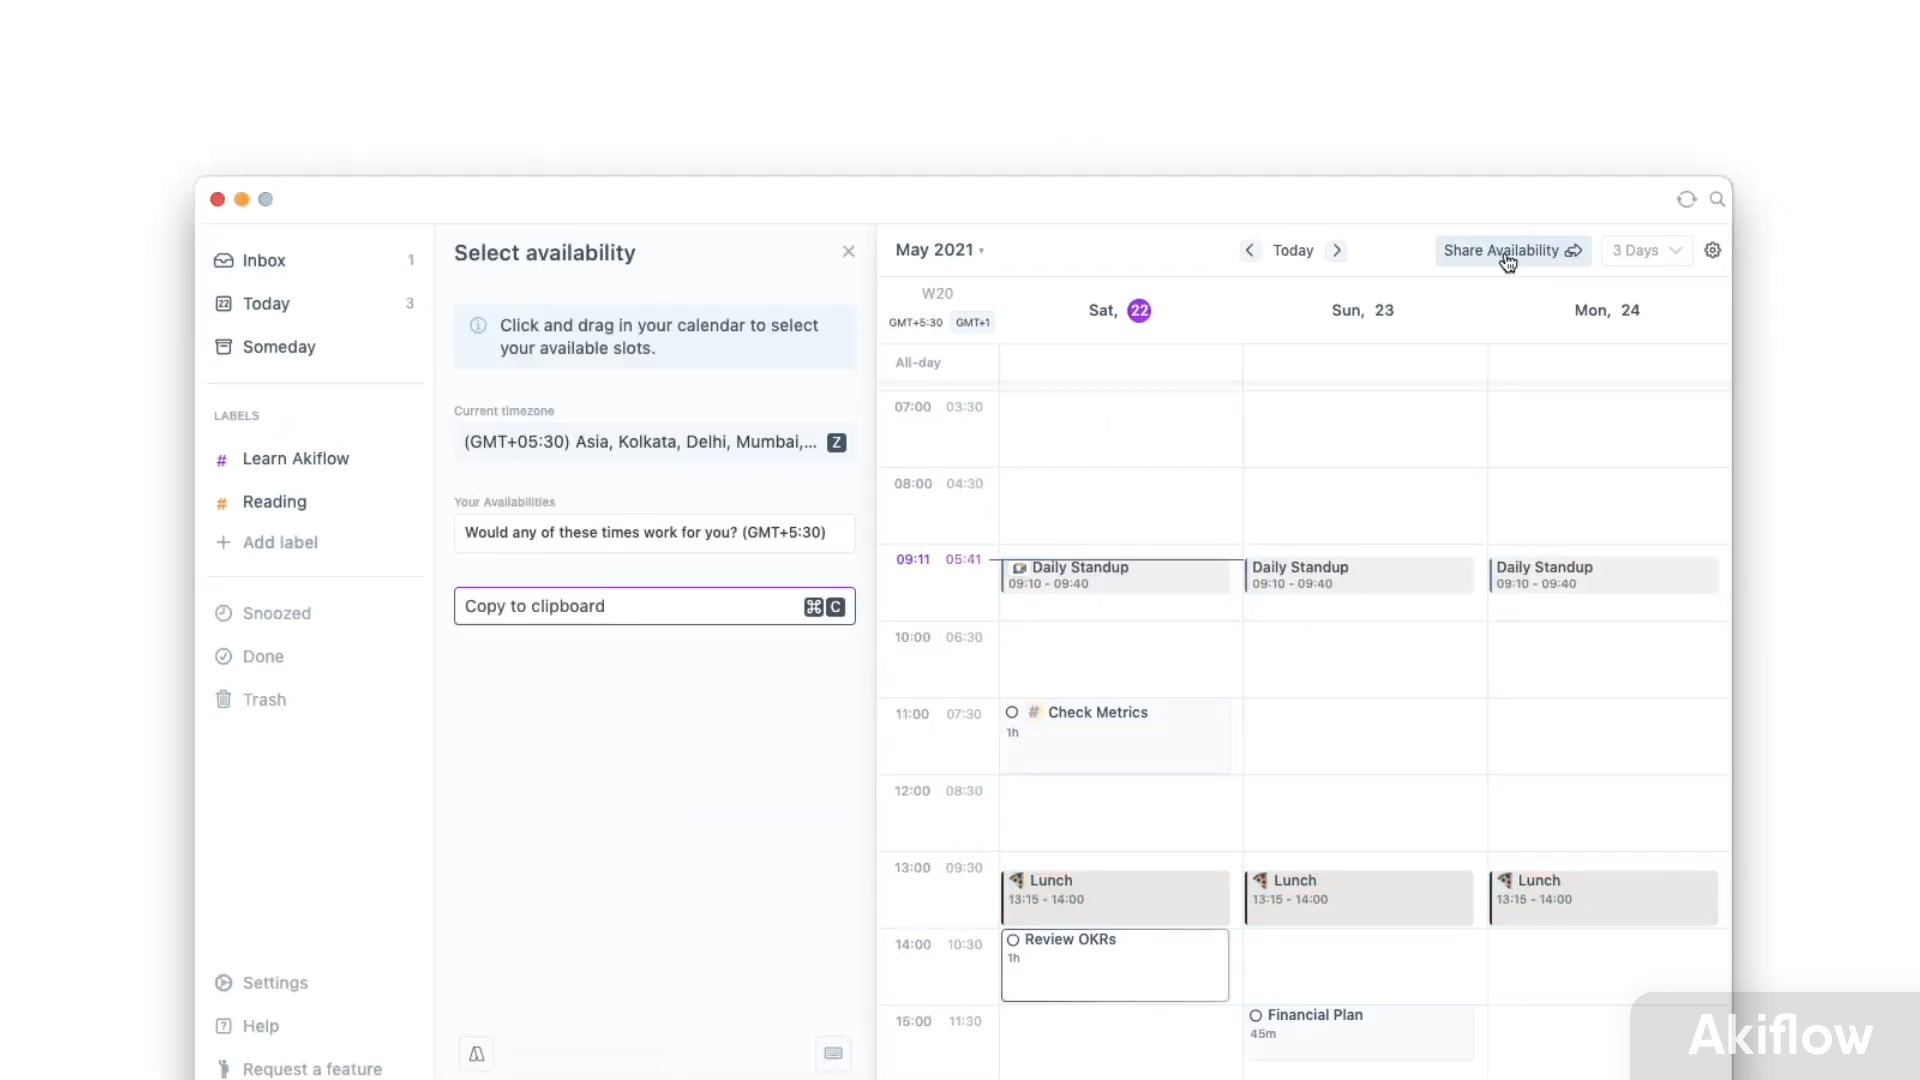 Inbox 1
Today 3
Someday
LABELS
# Learn Akiflow
# Reading
+ Add label
Snoozed
Done
Trash
Settings
Help
Request a feature
Select availability
Click and drag in your calendar to select
your available slots.
Current timezone
(GMT+05:30) Asia, Kolkata, Delhi, Mumbai,... Z
Your Availabilities
Would any of these times work for you? (GMT+5:30)
Copy to clipboard ⌘ C
May 2021
Today
Share Availability
3 Days
W20
GMT+5:30 GMT+1
Sat, 22
Sun, 23
Mon, 24
All-day
07:00 03:30
08:00 04:30
09:11 05:41
Daily Standup
09:10 - 09:40
Daily Standup
09:10 - 09:40
Daily Standup
09:10 - 09:40
10:00 06:30
11:00 07:30
# Check Metrics
1h
12:00 08:30
13:00 09:30
Lunch
13:15 - 14:00
Lunch
13:15 - 14:00
Lunch
13:15 - 14:00
14:00 10:30
Review OKRs
1h
15:00 11:30
Financial Plan
45m
Akiflow